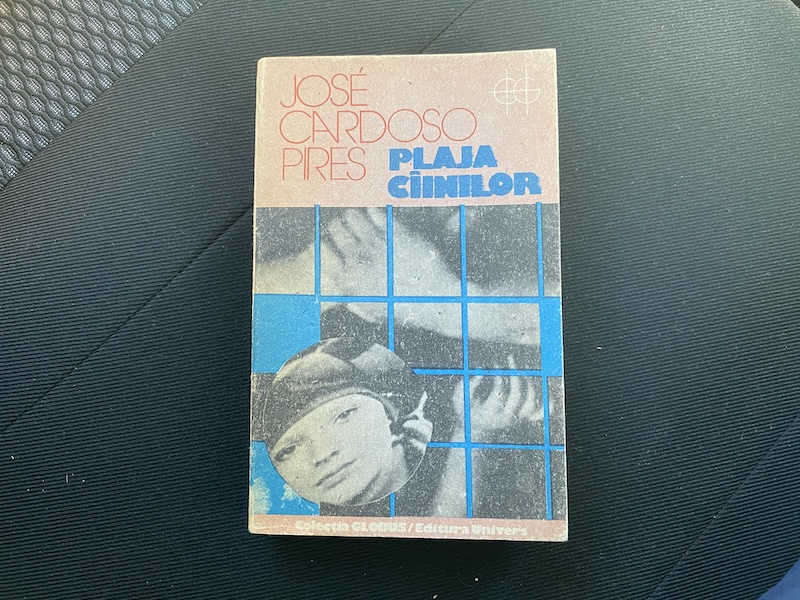 JOSÉ
CARDOSO
PIRES
PLAJA
CÎINILOR
Colecția GLOBUS/Editura Univers